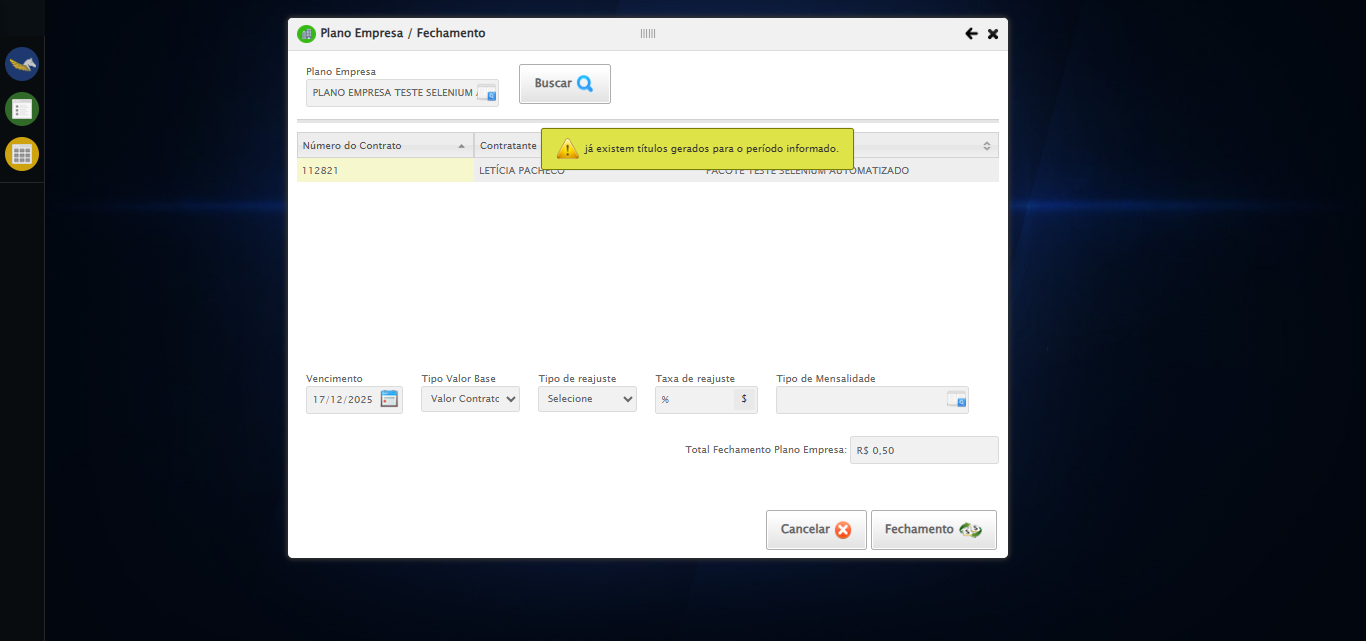 Plano Empresa / Fechamento
Plano Empresa
PLANO EMPRESA TESTE SELENIUM
Buscar
Número do Contrato
Contratante
já existem títulos gerados para o período informado.
112821
LETÍCIA PACHECO
PACOTE TESTE SELENIUM AUTOMATIZADO
Vencimento
Tipo Valor Base
Tipo de reajuste
Taxa de reajuste
Tipo de Mensalidade
17/12/2025
Valor Contrato
Selecione
%
$
Total Fechamento Plano Empresa:
R$ 0,50
Cancelar
Fechamento